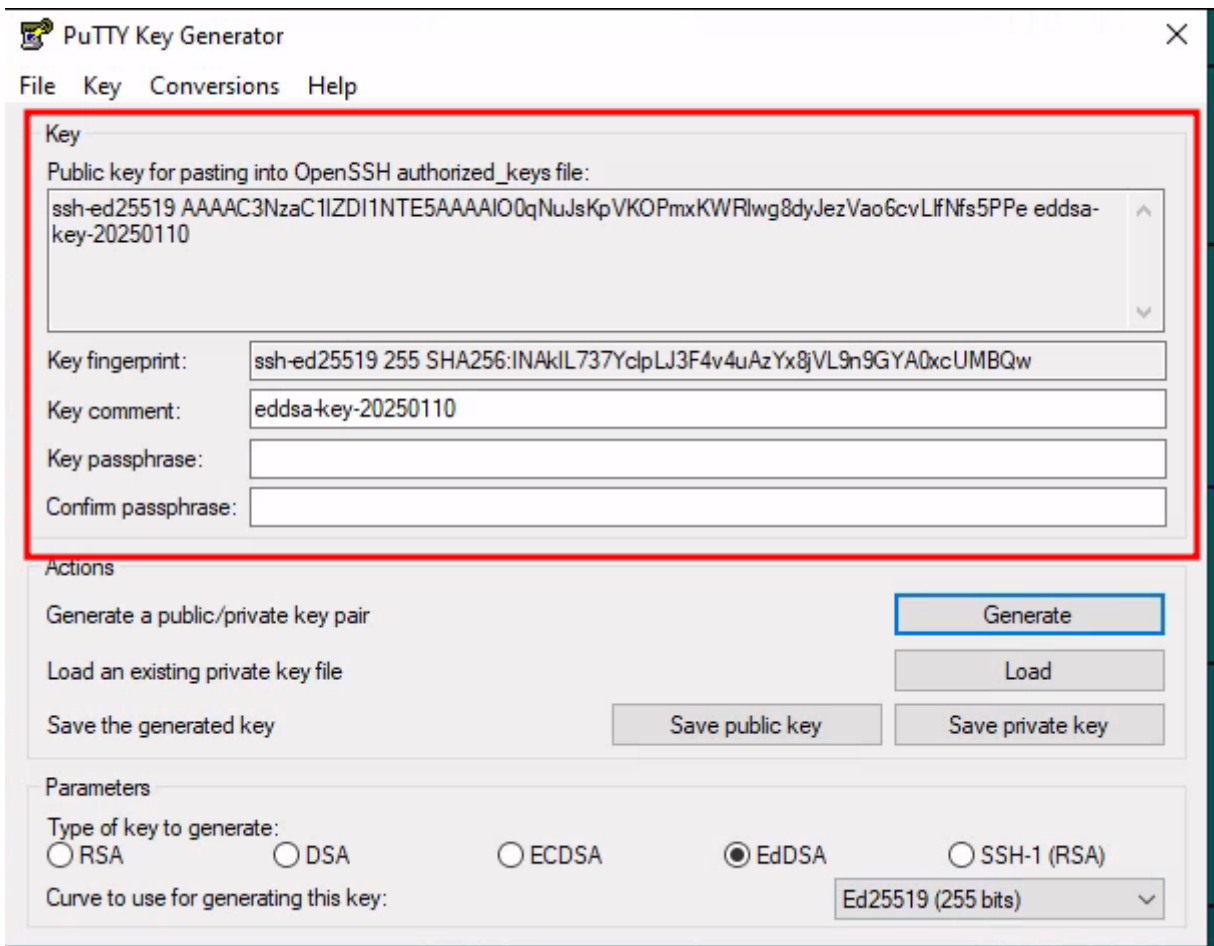 PuTTY Key Generator
File Key Conversions Help
Key
Public key for pasting into OpenSSH authorized_keys file:
ssh-ed25519 AAAAC3NzaC1lZDI1NTE5AAAAIO0qNuJsKpVKOPmxKWRlwg8dyJezVao6cvLlfNfs5PPe eddsa-
key-20250110
Key fingerprint: ssh-ed25519 255 SHA256:INAkIL737YclpLJ3F4v4uAzYx8jVL9n9GYA0xcUMBQw
Key comment: eddsa-key-20250110
Key passphrase:
Confirm passphrase:
Actions
Generate a public/private key pair Generate
Load an existing private key file Load
Save the generated key Save public key Save private key
Parameters
Type of key to generate:
RSA DSA ECDSA EdDSA SSH-1 (RSA)
Curve to use for generating this key: Ed25519 (255 bits)